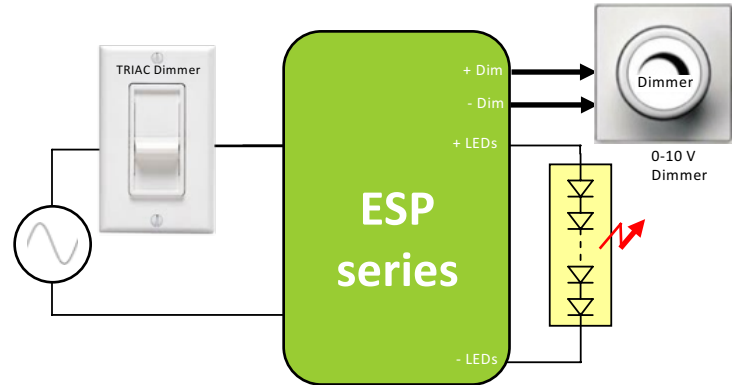 TRIAC Dimmer
+ Dim
- Dim
+ LEDs
Dimmer
0-10 V
Dimmer
ESP
series
- LEDs